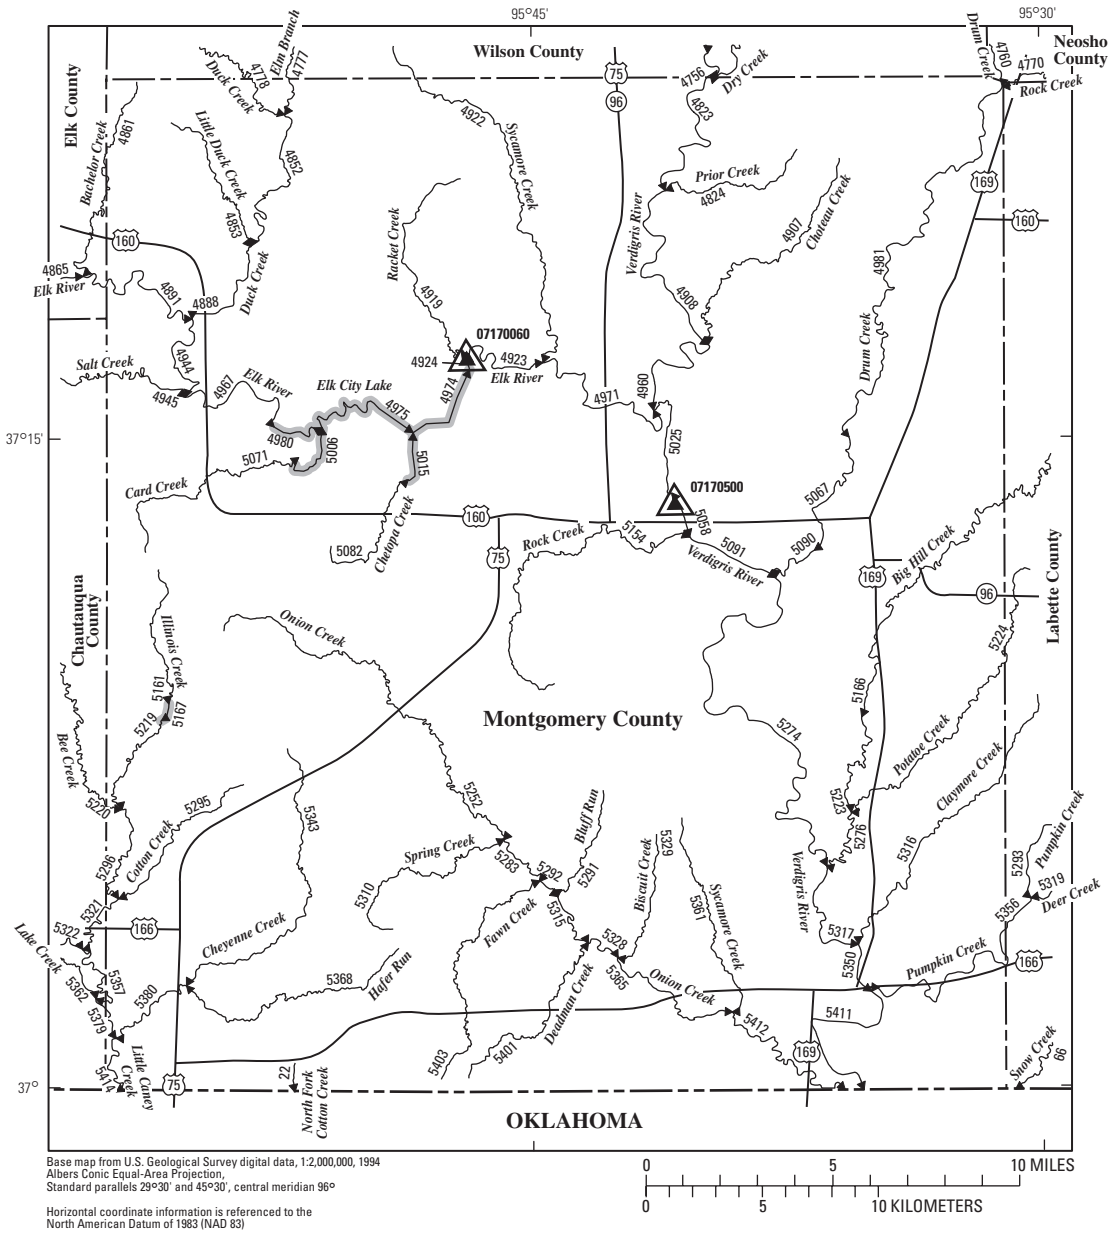 95°45'
95°30'
Wilson County
Neosho
County
Elk County
Duck Creek
4778
Elm Branch
4777
Drum Creek
4760
4770
Rock Creek
75
96
4756
Dry Creek
4823
4861
Bachelor Creek
Little Duck Creek
4852
4853
4922
Sycamore Creek
Prior Creek
4824
169
160
160
4865
Elk River
4891
4888
Duck Creek
Racket Creek
4919
Verdigris River
4907
Choteau Creek
4908
4981
Drum Creek
07170060
4924
4923
Elk River
4974
Salt Creek
4944
4945
4967
Elk River
Elk City Lake
4975
4971
4960
37°15'
4980
5006
5071
5015
5025
Card Creek
07170500
5067
160
5082
Chetopa Creek
Rock Creek
5154
5058
5091
Verdigris River
5090
75
169
Big Hill Creek
96
Labette County
Chautauqua
County
Illinois Creek
5161
5167
5219
Onion Creek
5224
Montgomery County
5166
5274
Potatoe Creek
Claymore Creek
Bee Creek
5220
5295
5343
5252
5223
5276
5316
Cotton Creek
5296
Spring Creek
5283
5310
5292
Bluff Run
5291
5315
Biscuit Creek
5329
5361
Sycamore Creek
Verdigris River
5293
Pumpkin Creek
5319
Deer Creek
5356
5321
5322
Lake Creek
166
Cheyenne Creek
Fawn Creek
5328
5365
Onion Creek
5317
5350
Pumpkin Creek
166
5357
5362
5380
5379
5368
Hafer Run
Deadman Creek
5412
5411
5403
5401
169
Snow Creek
66
37°
5414
Little Caney
Creek
75
22
North Fork
Cotton Creek
OKLAHOMA
Base map from U.S. Geological Survey digital data, 1:2,000,000, 1994
Albers Conic Equal-Area Projection,
Standard parallels 29°30' and 45°30', central meridian 96°
Horizontal coordinate information is referenced to the
North American Datum of 1983 (NAD 83)
0 5 10 MILES
0 5 10 KILOMETERS